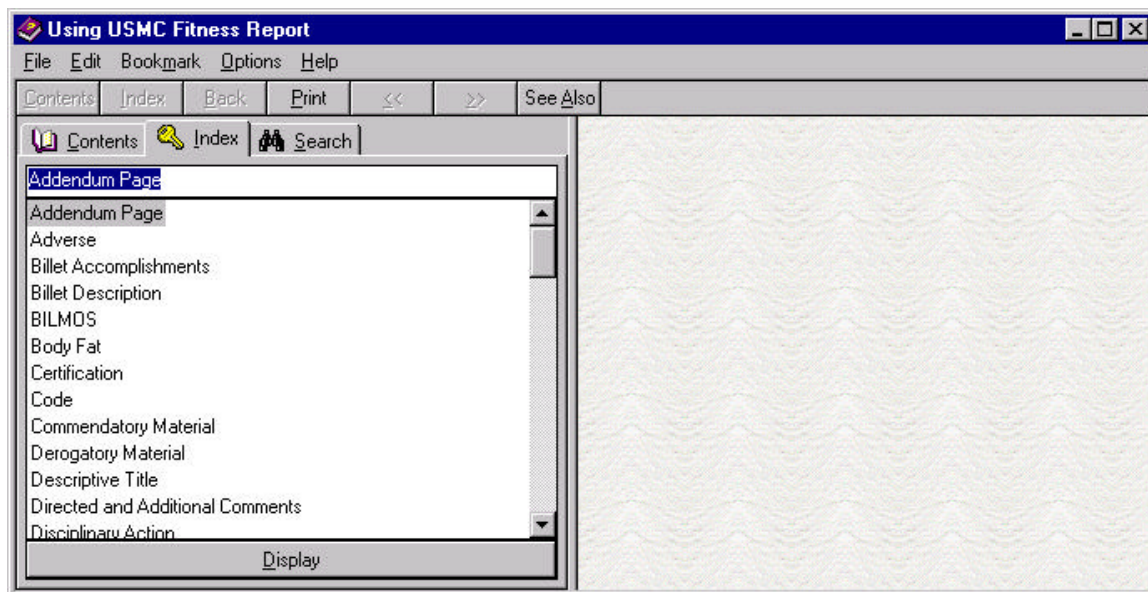 Using USMC Fitness Report
File Edit Bookmark Options Help
Contents Index Back Print << >> See Also
Contents Index Search
Addendum Page
Addendum Page
Adverse
Billet Accomplishments
Billet Description
BILMOS
Body Fat
Certification
Code
Commendatory Material
Derogatory Material
Descriptive Title
Directed and Additional Comments
Disciplinary Action
Display